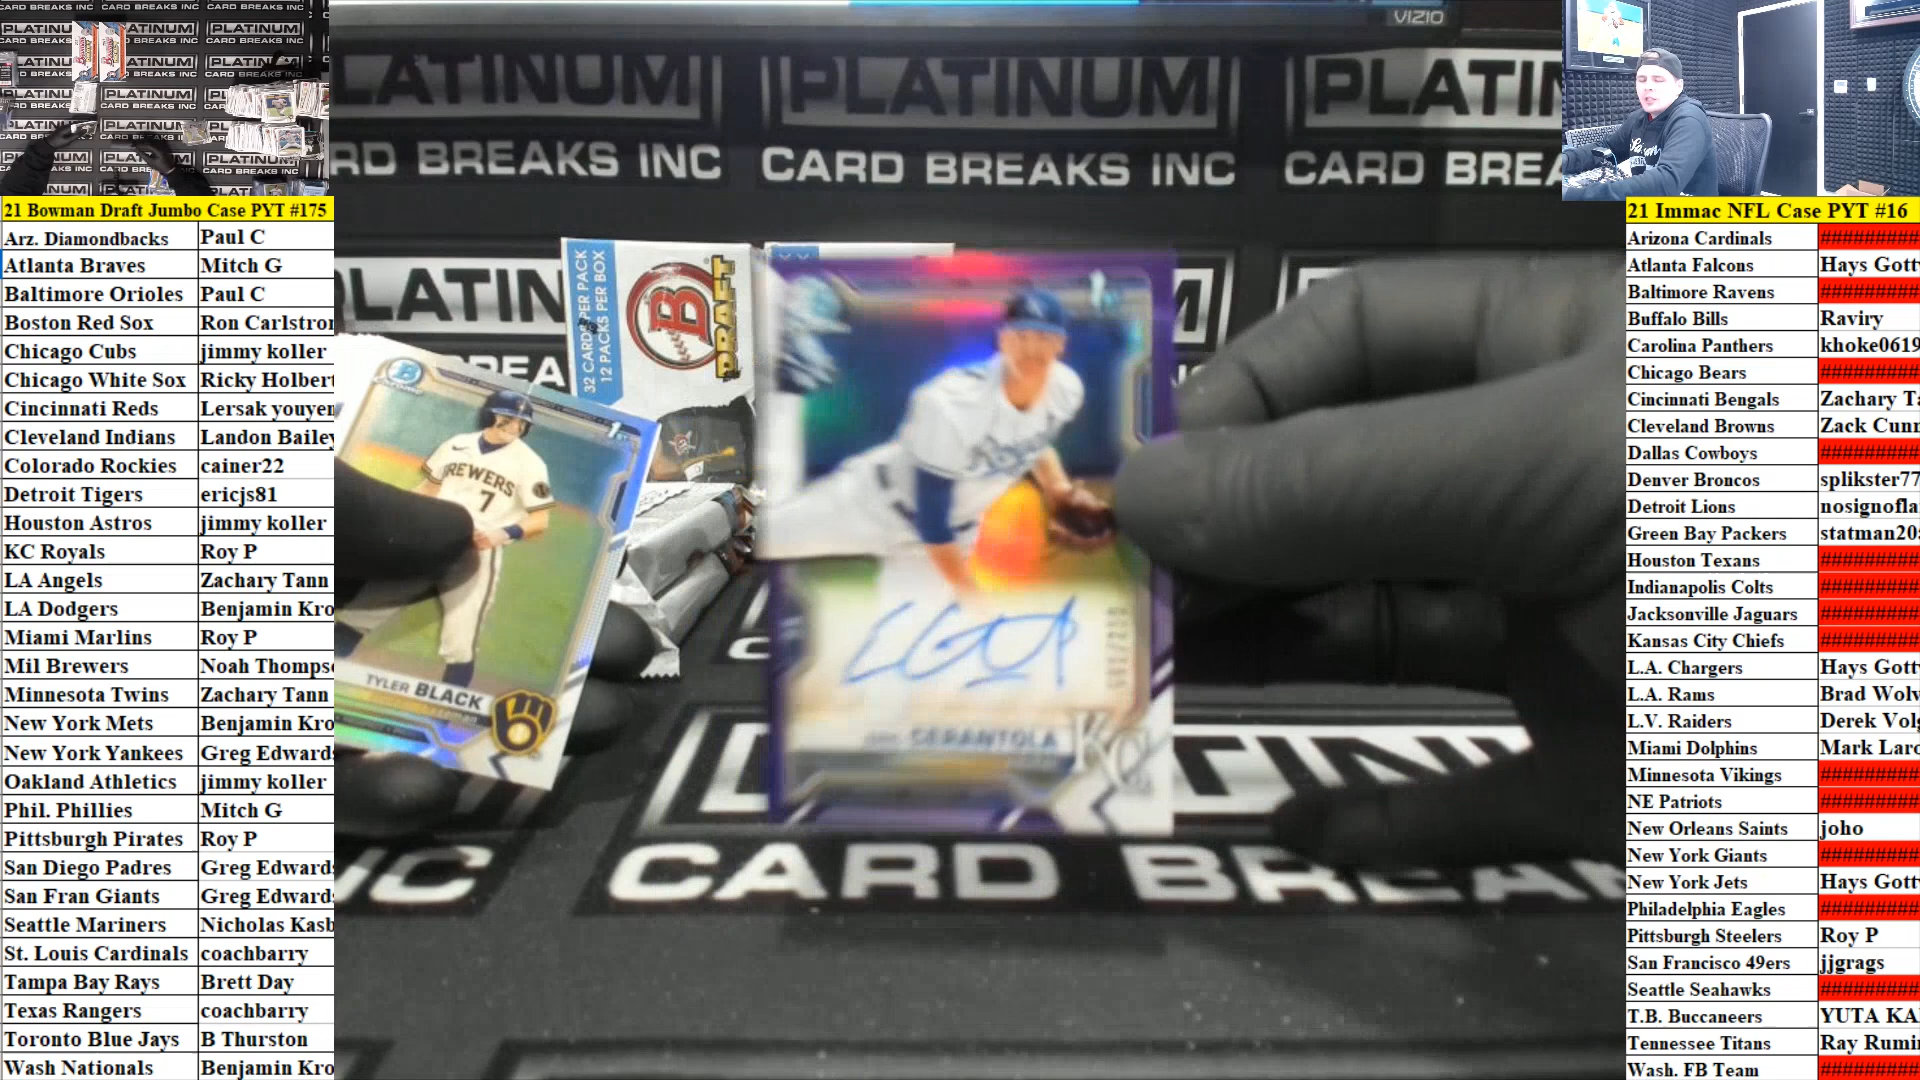 21 Bowman Draft Jumbo Case PYT #175
Arz. Diamondbacks Paul C
Atlanta Braves Mitch G
Baltimore Orioles Paul C
Boston Red Sox Ron Carlstror
Chicago Cubs jimmy koller
Chicago White Sox Ricky Holbert
Cincinnati Reds Lersak youyer
Cleveland Indians Landon Bailey
Colorado Rockies cainer22
Detroit Tigers ericjs81
Houston Astros jimmy koller
KC Royals Roy P
LA Angels Zachary Tann
LA Dodgers Benjamin Kro
Miami Marlins Roy P
Mil Brewers Noah Thomps
Minnesota Twins Zachary Tann
New York Mets Benjamin Kro
New York Yankees Greg Edward
Oakland Athletics jimmy koller
Phil. Phillies Mitch G
Pittsburgh Pirates Roy P
San Diego Padres Greg Edward
San Fran Giants Greg Edward
Seattle Mariners Nicholas Kasb
St. Louis Cardinals coachbarry
Tampa Bay Rays Brett Day
Texas Rangers coachbarry
Toronto Blue Jays B Thurston
Wash Nationals Benjamin Kro
VIZIO
PLATINUM PLATINUM PLATIN
CARD BREAKS INC CARD BREAKS INC CARD BREA
32 CARDS PER PACK
12 PACKS PER BOX
B DRAFT
BREWERS
7
1st
TYLER BLACK
CERANTOLA
KC
CARD BREAK
21 Immac NFL Case PYT #16
Arizona Cardinals ##########
Atlanta Falcons Hays Gott
Baltimore Ravens ##########
Buffalo Bills Raviry
Carolina Panthers khoke0619
Chicago Bears ##########
Cincinnati Bengals Zachary Ta
Cleveland Browns Zack Cunn
Dallas Cowboys ##########
Denver Broncos splikster77
Detroit Lions nosignofla
Green Bay Packers statman20
Houston Texans ##########
Indianapolis Colts ##########
Jacksonville Jaguars ##########
Kansas City Chiefs ##########
L.A. Chargers Hays Gott
L.A. Rams Brad Wolv
L.V. Raiders Derek Volg
Miami Dolphins Mark Laro
Minnesota Vikings ##########
NE Patriots ##########
New Orleans Saints joho
New York Giants ##########
New York Jets Hays Gott
Philadelphia Eagles ##########
Pittsburgh Steelers Roy P
San Francisco 49ers jjgrags
Seattle Seahawks ##########
T.B. Buccaneers YUTA KA
Tennessee Titans Ray Rumi
Wash. FB Team ##########